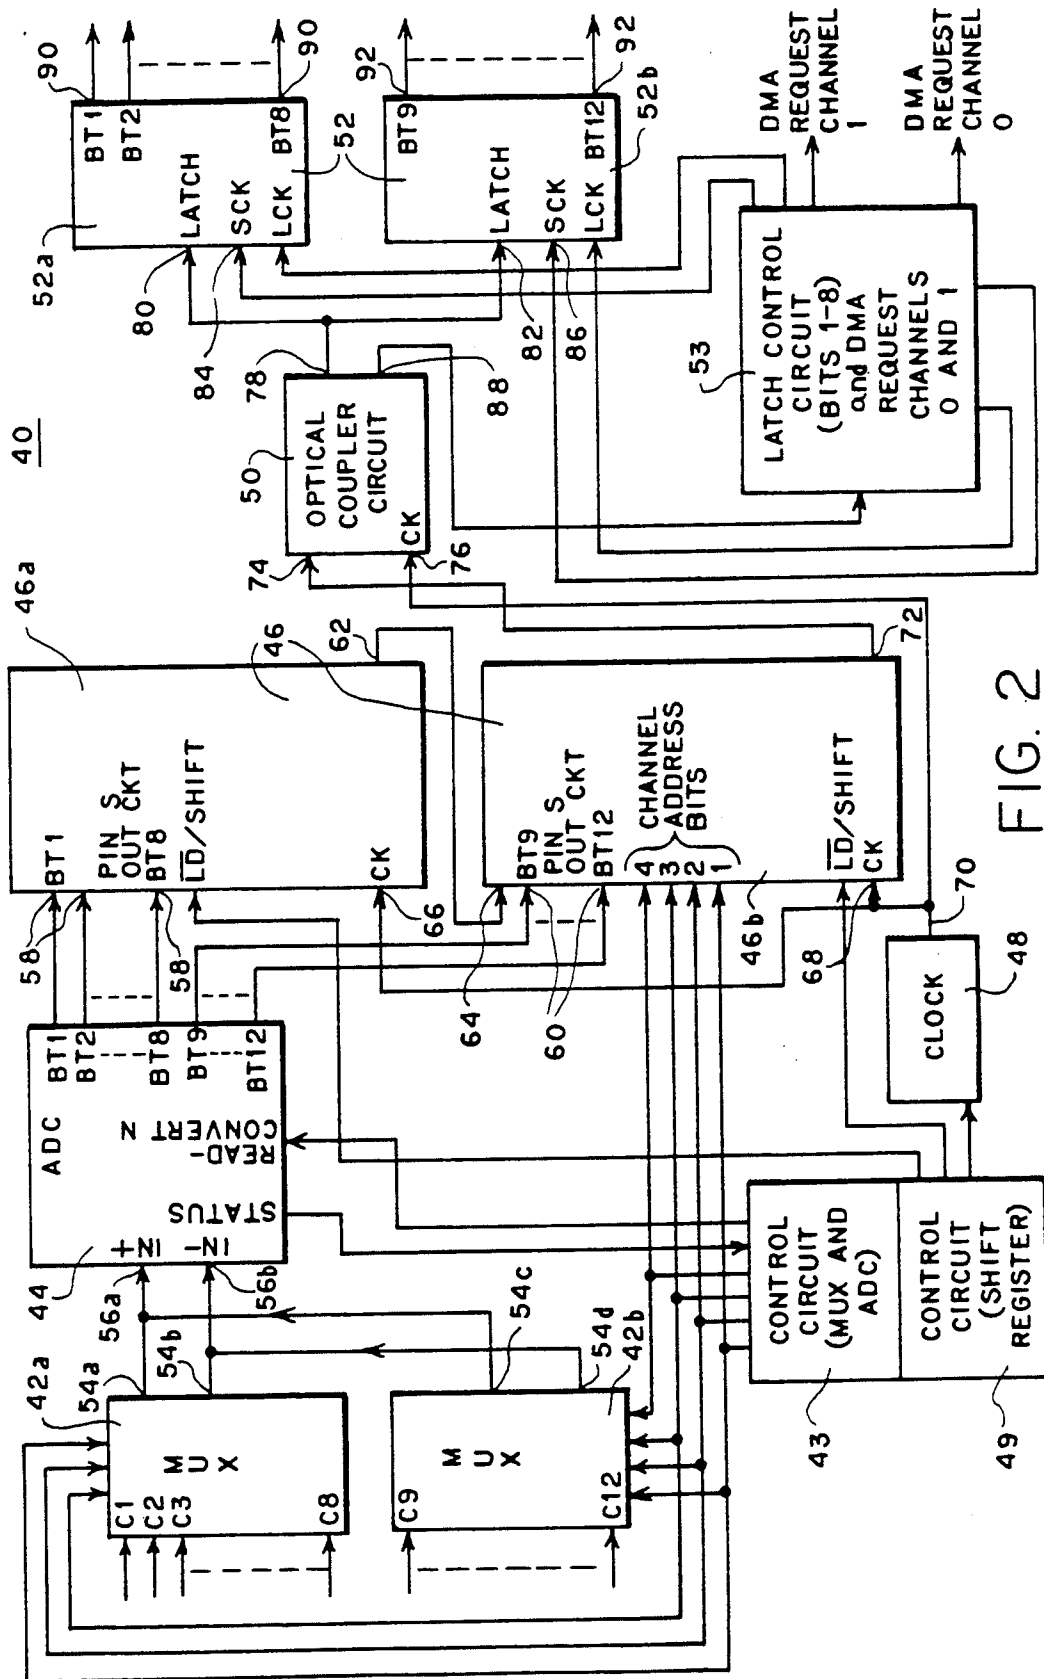 40
42a
54a
54b
MUX
C1
C2
C3
C8
54c
54d
42b
MUX
C9
C12
44
56a
56b
IN+
IN-
ADC
STATUS
READ-
CONVERT N
BT1
BT2
BT8
BT9
BT12
43
CONTROL
CIRCUIT
(MUX AND
ADC)
CONTROL
CIRCUIT
(SHIFT
REGISTER)
49
CLOCK
48
70
46a
58
58
BT1
PIN S
OUT CKT
BT8
LD/SHIFT
CK
66
62
46
64
60
BT9
PIN S
OUT CKT
BT12
4
3
2
1
CHANNEL
ADDRESS
BITS
46b
LD/SHIFT
CK
68
72
74
76
50
OPTICAL
COUPLER
CIRCUIT
CK
78
88
52a
80
84
LATCH
SCK
LCK
BT1
BT2
BT8
90
90
52
82
86
LATCH
SCK
LCK
BT9
BT12
92
92
52b
53
LATCH CONTROL
CIRCUIT
(BITS 1-8)
and DMA
REQUEST
CHANNELS
0 AND 1
DMA
REQUEST
CHANNEL
1
DMA
REQUEST
CHANNEL
0
FIG. 2